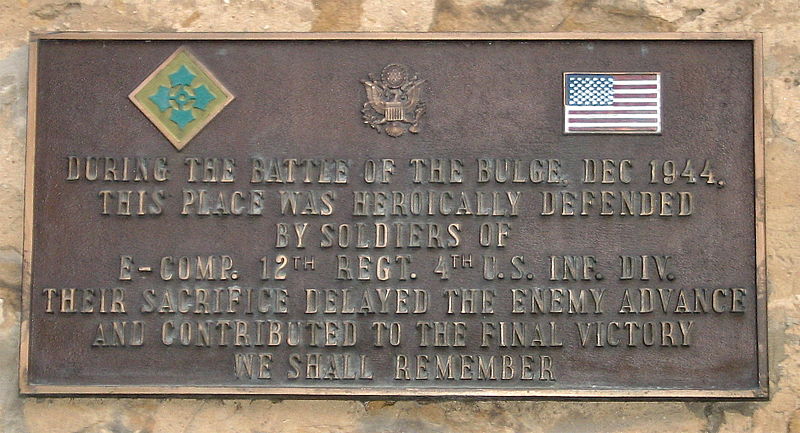 DURING THE BATTLE OF THE BULGE, DEC 1944,
THIS PLACE WAS HEROICALLY DEFENDED
BY SOLDIERS OF
E-COMP. 12TH REGT. 4TH U.S. INF. DIV.
THEIR SACRIFICE DELAYED THE ENEMY ADVANCE
AND CONTRIBUTED TO THE FINAL VICTORY
WE SHALL REMEMBER